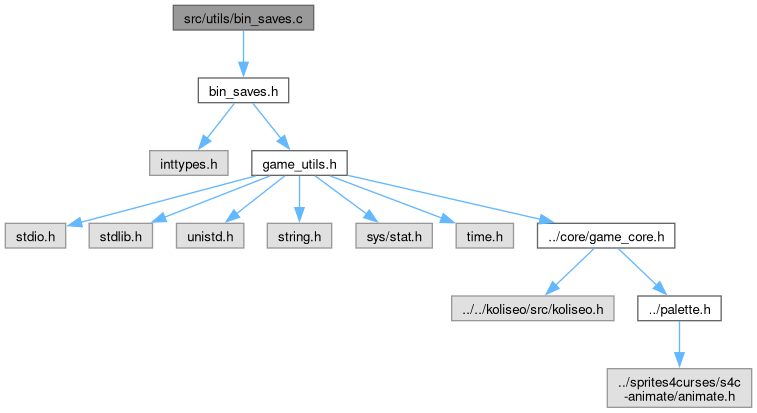 src/utils/bin_saves.c
bin_saves.h
inttypes.h
game_utils.h
stdio.h
stdlib.h
unistd.h
string.h
sys/stat.h
time.h
../core/game_core.h
../../koliseo/src/koliseo.h
../palette.h
../sprites4curses/s4c
-animate/animate.h